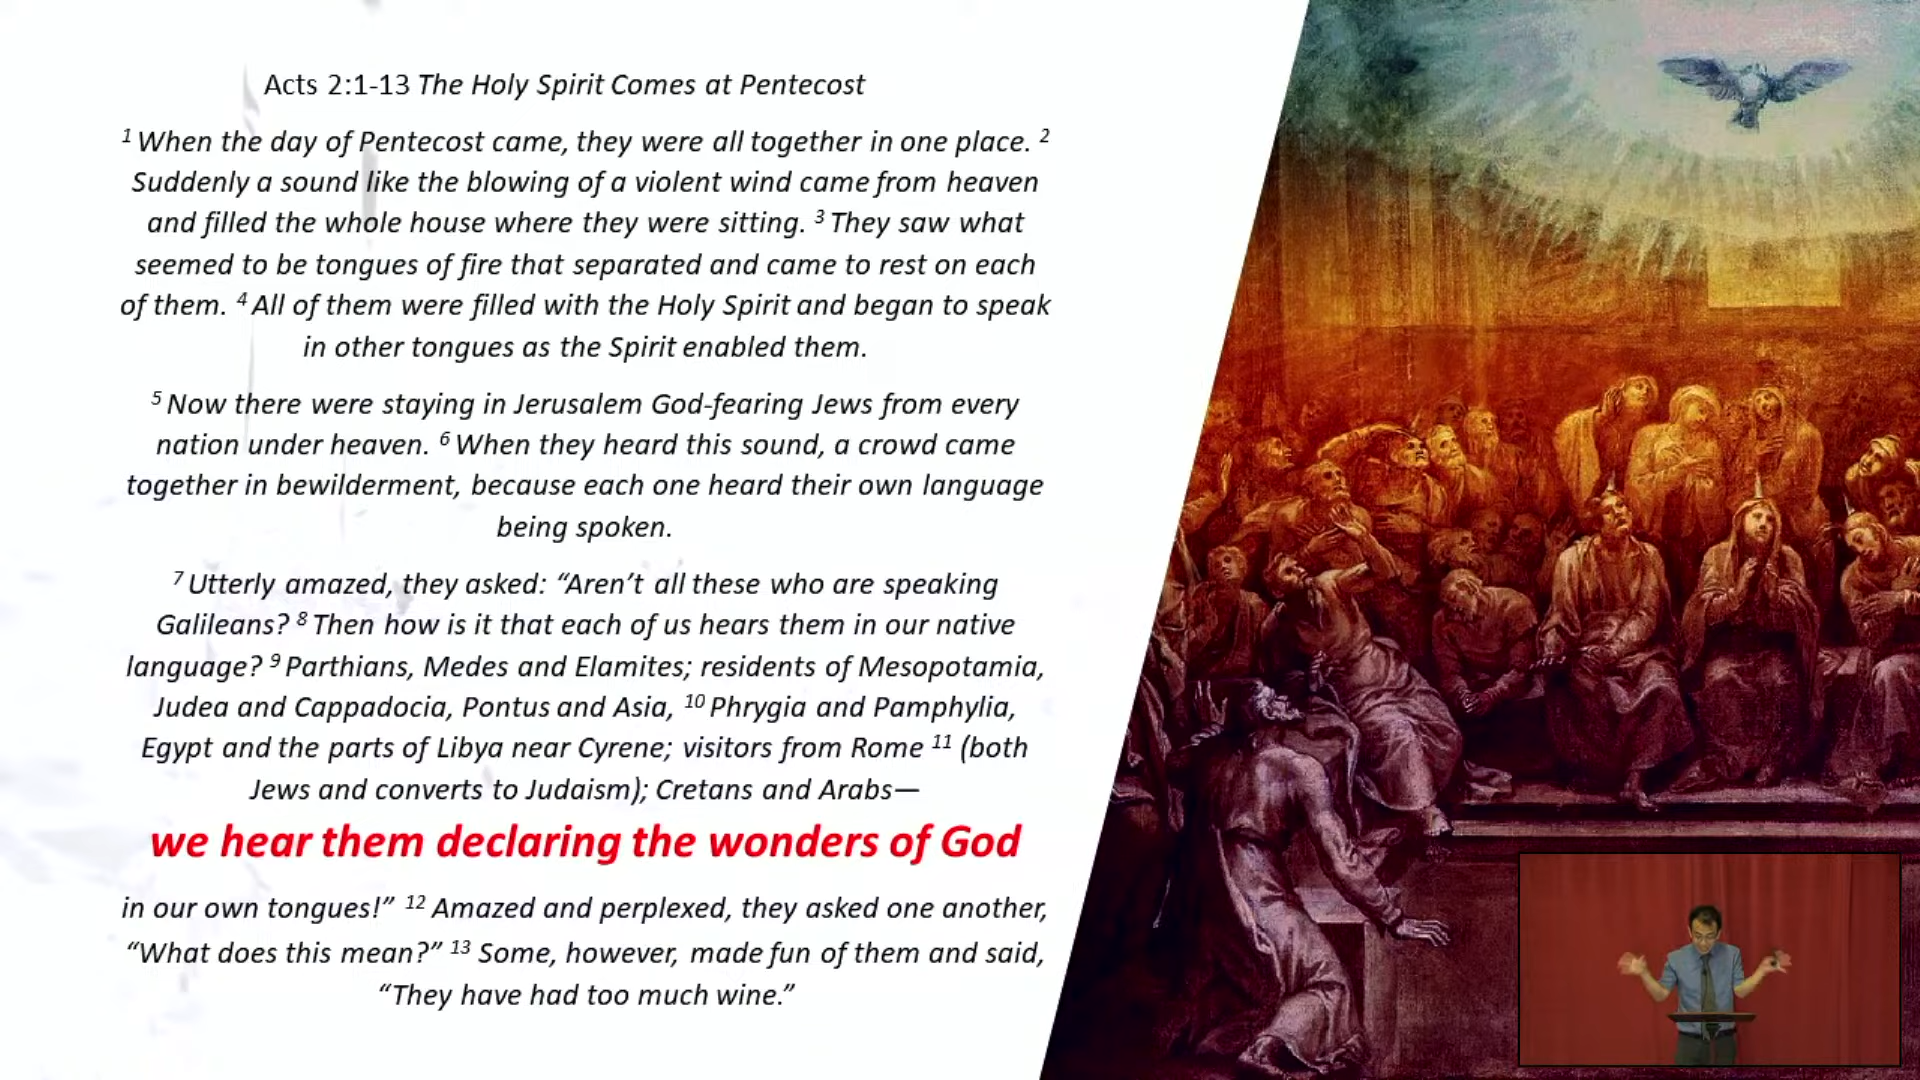 Acts 2:1-13 The Holy Spirit Comes at Pentecost
1 When the day of Pentecost came, they were all together in one place. 2
Suddenly a sound like the blowing of a violent wind came from heaven
and filled the whole house where they were sitting. 3 They saw what
seemed to be tongues of fire that separated and came to rest on each
of them. 4 All of them were filled with the Holy Spirit and began to speak
in other tongues as the Spirit enabled them.
5 Now there were staying in Jerusalem God-fearing Jews from every
nation under heaven. 6 When they heard this sound, a crowd came
together in bewilderment, because each one heard their own language
being spoken.
7 Utterly amazed, they asked: “Aren’t all these who are speaking
Galileans? 8 Then how is it that each of us hears them in our native
language? 9 Parthians, Medes and Elamites; residents of Mesopotamia,
Judea and Cappadocia, Pontus and Asia, 10 Phrygia and Pamphylia,
Egypt and the parts of Libya near Cyrene; visitors from Rome 11 (both
Jews and converts to Judaism); Cretans and Arabs—
we hear them declaring the wonders of God
in our own tongues!” 12 Amazed and perplexed, they asked one another,
“What does this mean?” 13 Some, however, made fun of them and said,
“They have had too much wine.”